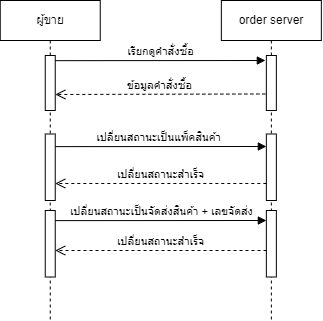 ผู้ขาย
order server
เรียกดูคำสั่งซื้อ
ข้อมูลคำสั่งซื้อ
เปลี่ยนสถานะเป็นแพ็คสินค้า
เปลี่ยนสถานะสำเร็จ
เปลี่ยนสถานะเป็นจัดส่งสินค้า + เลขจัดส่ง
เปลี่ยนสถานะสำเร็จ